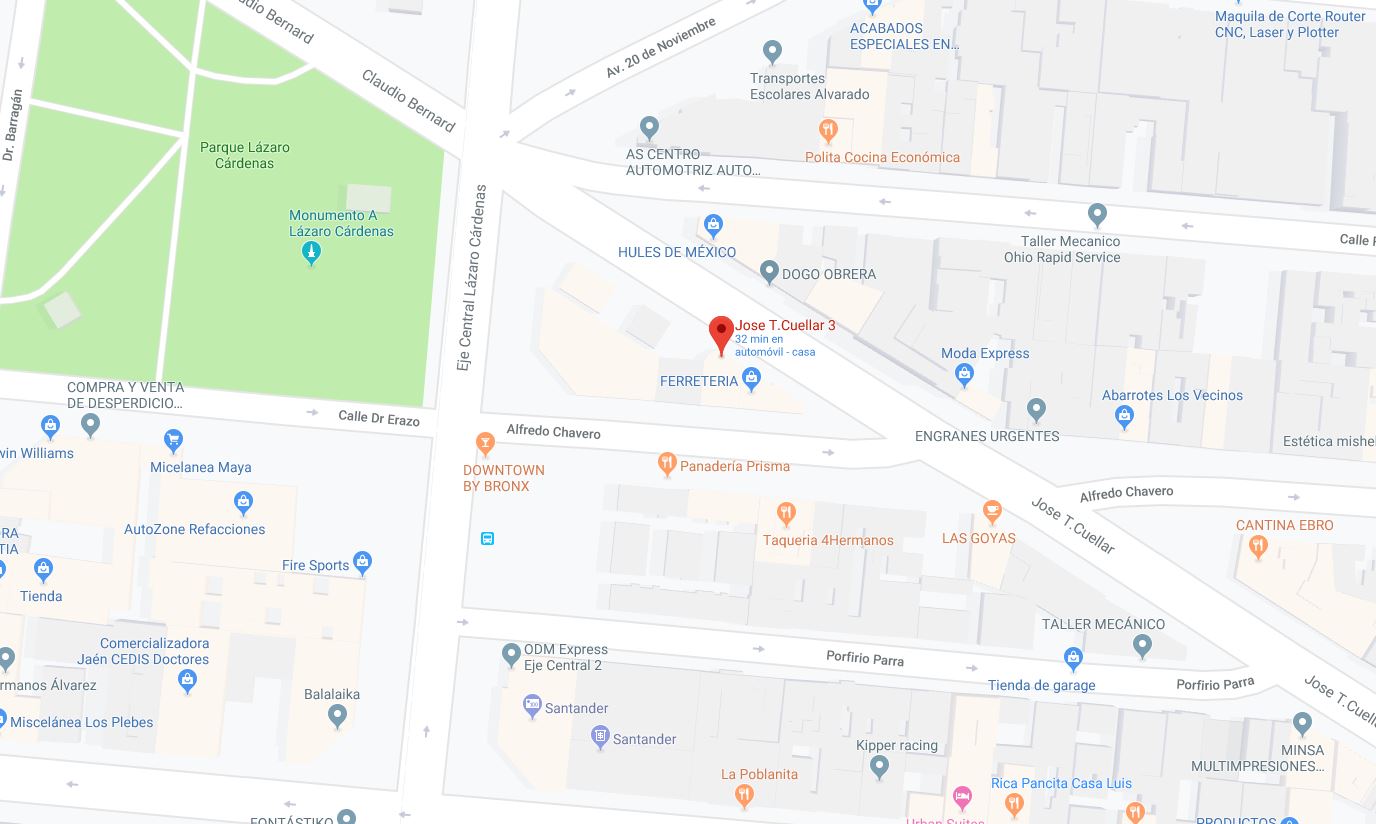 Claudio Bernard
Claudio Bernard
Av. 20 de Noviembre
ACABADOS
ESPECIALES EN...
Maquila de Corte Router
CNC, Laser y Plotter
Transportes
Escolares Alvarado
Dr. Barragán
Parque Lázaro
Cárdenas
AS CENTRO
AUTOMOTRIZ AUTO...
Polita Cocina Económica
Monumento A
Lázaro Cárdenas
Eje Central Lázaro Cárdenas
HULES DE MÉXICO
DOGO OBRERA
Taller Mecanico
Ohio Rapid Service
Calle
Jose T.Cuellar 3
32 min en
automóvil - casa
FERRETERIA
Moda Express
Abarrotes Los Vecinos
COMPRA Y VENTA
DE DESPERDICIO...
Calle Dr Erazo
Alfredo Chavero
ENGRANES URGENTES
Estética mishe
win Williams
Micelanea Maya
DOWNTOWN
BY BRONX
Panadería Prisma
Alfredo Chavero
AutoZone Refacciones
Taqueria 4Hermanos
LAS GOYAS
Jose T.Cuellar
CANTINA EBRO
ORA
TIA
Fire Sports
Tienda
Comercializadora
Jaén CEDIS Doctores
ODM Express
Eje Central 2
Porfirio Parra
TALLER MECÁNICO
Tienda de garage
Porfirio Parra
Jose T.Cuella
rmanos Álvarez
Balalaika
Santander
Miscelánea Los Plebes
Santander
Kipper racing
MINSA
MULTIMPRESIONES...
La Poblanita
Rica Pancita Casa Luis
FONTÁSTIKO
Urban Suites
PRODUCTOS